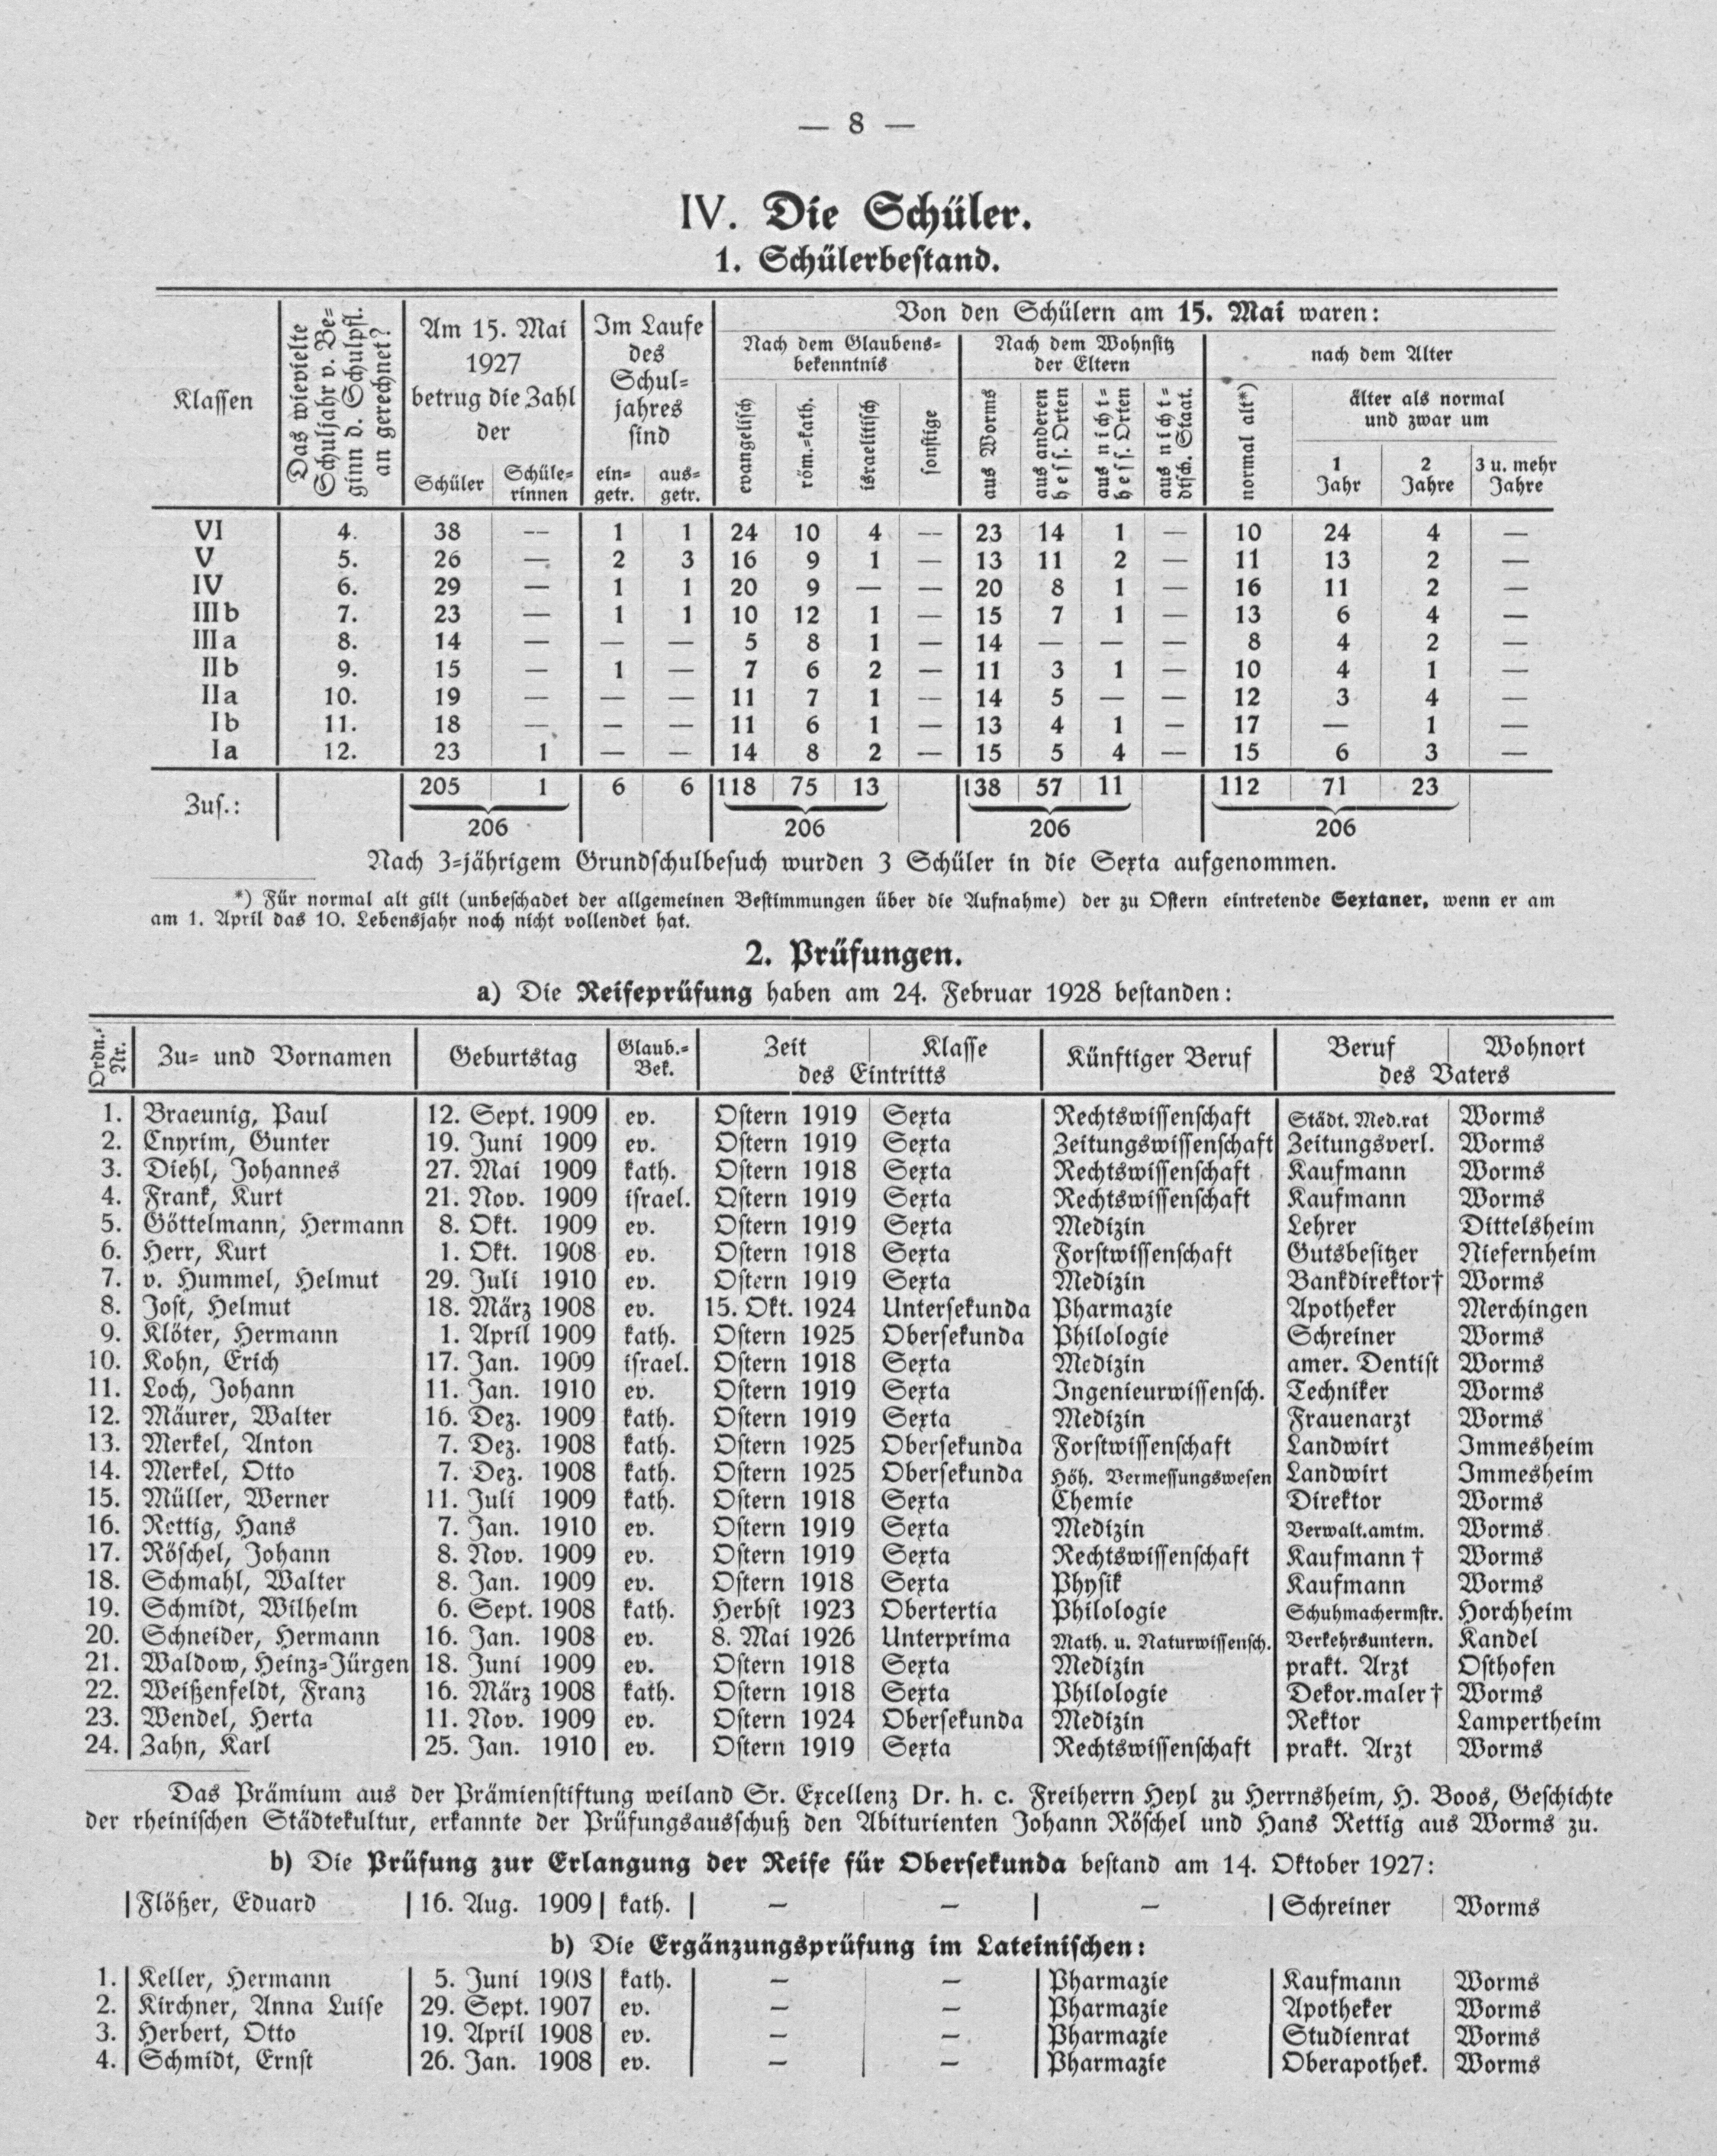 — 8 —
IV. Die Schüler.
1. Schülerbestand.
Klassen | Das wievielte Schuljahr v. Be-ginn d. Schulpfl. an gerechnet? | Am 15. Mai 1927 betrug die Zahl der | Im Laufe des Schul-jahres sind | Von den Schülern am 15. Mai waren:
Nach dem Glaubens-bekenntnis | Nach dem Wohnsitz der Eltern | nach dem Alter
älter als normal und zwar um
Schüler | Schüle-rinnen | ein-getr. | aus-getr. | evangelisch | röm.-kath. | israelitisch | sonstige | aus Worms | aus anderen hess. Orten | aus nicht-hess. Orten | aus nicht-dtsch. Staat. | normal alt*) | 1 Jahr | 2 Jahre | 3 u. mehr Jahre
VI 4. 38 — 1 1 24 10 4 — 23 14 1 — 10 24 4 —
V 5. 26 — 2 3 16 9 1 — 13 11 2 — 11 13 2 —
IV 6. 29 — 1 1 20 9 — — 20 8 1 — 16 11 2 —
IIIb 7. 23 — 1 1 10 12 1 — 15 7 1 — 13 6 4 —
IIIa 8. 14 — — — 5 8 1 — 14 — — — 8 4 2 —
IIb 9. 15 — 1 — 7 6 2 — 11 3 1 — 10 4 1 —
IIa 10. 19 — — — 11 7 1 — 14 5 — — 12 3 4 —
Ib 11. 18 — — — 11 6 1 — 13 4 1 — 17 — 1 —
Ia 12. 23 1 — — 14 8 2 — 15 5 4 — 15 6 3 —
Zus.: 205 1 6 6 118 75 13 138 57 11 112 71 23
206 206 206 206
Nach 3-jährigem Grundschulbesuch wurden 3 Schüler in die Sexta aufgenommen.
*) Für normal alt gilt (unbeschadet der allgemeinen Bestimmungen über die Aufnahme) der zu Ostern eintretende Sextaner, wenn er am
am 1. April das 10. Lebensjahr noch nicht vollendet hat.
2. Prüfungen.
a) Die Reifeprüfung haben am 24. Februar 1928 bestanden:
Ordn.-Nr. | Zu- und Vornamen | Geburtstag | Glaub.-Bek. | Zeit | Klasse des Eintritts | Künftiger Beruf | Beruf | Wohnort des Vaters
1. Braeunig, Paul 12. Sept. 1909 ev. Ostern 1919 Sexta Rechtswissenschaft Städt. Med.rat Worms
2. Cnyrim, Gunter 19. Juni 1909 ev. Ostern 1919 Sexta Zeitungswissenschaft Zeitungsverl. Worms
3. Diehl, Johannes 27. Mai 1909 kath. Ostern 1918 Sexta Rechtswissenschaft Kaufmann Worms
4. Frank, Kurt 21. Nov. 1909 israel. Ostern 1919 Sexta Rechtswissenschaft Kaufmann Worms
5. Göttelmann, Hermann 8. Okt. 1909 ev. Ostern 1919 Sexta Medizin Lehrer Dittelsheim
6. Herr, Kurt 1. Okt. 1908 ev. Ostern 1918 Sexta Forstwissenschaft Gutsbesitzer Niefernheim
7. v. Hummel, Helmut 29. Juli 1910 ev. Ostern 1919 Sexta Medizin Bankdirektor† Worms
8. Jost, Helmut 18. März 1908 ev. 15. Okt. 1924 Untersekunda Pharmazie Apotheker Merchingen
9. Klöter, Hermann 1. April 1909 kath. Ostern 1925 Obersekunda Philologie Schreiner Worms
10. Kohn, Erich 17. Jan. 1909 israel. Ostern 1918 Sexta Medizin amer. Dentist Worms
11. Loch, Johann 11. Jan. 1910 ev. Ostern 1919 Sexta Ingenieurwissensch. Techniker Worms
12. Mäurer, Walter 16. Dez. 1909 kath. Ostern 1919 Sexta Medizin Frauenarzt Worms
13. Merkel, Anton 7. Dez. 1908 kath. Ostern 1925 Obersekunda Forstwissenschaft Landwirt Immesheim
14. Merkel, Otto 7. Dez. 1908 kath. Ostern 1925 Obersekunda Höh. Vermessungswesen Landwirt Immesheim
15. Müller, Werner 11. Juli 1909 kath. Ostern 1918 Sexta Chemie Direktor Worms
16. Rettig, Hans 7. Jan. 1910 ev. Ostern 1919 Sexta Medizin Verwalt.amtm. Worms
17. Röschel, Johann 8. Nov. 1909 ev. Ostern 1919 Sexta Rechtswissenschaft Kaufmann † Worms
18. Schmahl, Walter 8. Jan. 1909 ev. Ostern 1918 Sexta Physik Kaufmann Worms
19. Schmidt, Wilhelm 6. Sept. 1908 kath. Herbst 1923 Obertertia Philologie Schuhmachermstr. Horchheim
20. Schneider, Hermann 16. Jan. 1908 ev. 8. Mai 1926 Unterprima Math. u. Naturwissensch. Verkehrsuntern. Kandel
21. Waldow, Heinz-Jürgen 18. Juni 1909 ev. Ostern 1918 Sexta Medizin prakt. Arzt Osthofen
22. Weißenfeldt, Franz 16. März 1908 kath. Ostern 1918 Sexta Philologie Dekor.maler † Worms
23. Wendel, Herta 11. Nov. 1909 ev. Ostern 1924 Obersekunda Medizin Rektor Lampertheim
24. Zahn, Karl 25. Jan. 1910 ev. Ostern 1919 Sexta Rechtswissenschaft prakt. Arzt Worms
Das Prämium aus der Prämienstiftung weiland Sr. Excellenz Dr. h. c. Freiherrn Heyl zu Herrnsheim, H. Boos, Geschichte
der rheinischen Städtekultur, erkannte der Prüfungsausschuß den Abiturienten Johann Röschel und Hans Rettig aus Worms zu.
b) Die Prüfung zur Erlangung der Reife für Obersekunda bestand am 14. Oktober 1927:
Flößer, Eduard 16. Aug. 1909 kath. — — — Schreiner Worms
b) Die Ergänzungsprüfung im Lateinischen:
1. Keller, Hermann 5. Juni 1908 kath. — — Pharmazie Kaufmann Worms
2. Kirchner, Anna Luise 29. Sept. 1907 ev. — — Pharmazie Apotheker Worms
3. Herbert, Otto 19. April 1908 ev. — — Pharmazie Studienrat Worms
4. Schmidt, Ernst 26. Jan. 1908 ev. — — Pharmazie Oberapothek. Worms